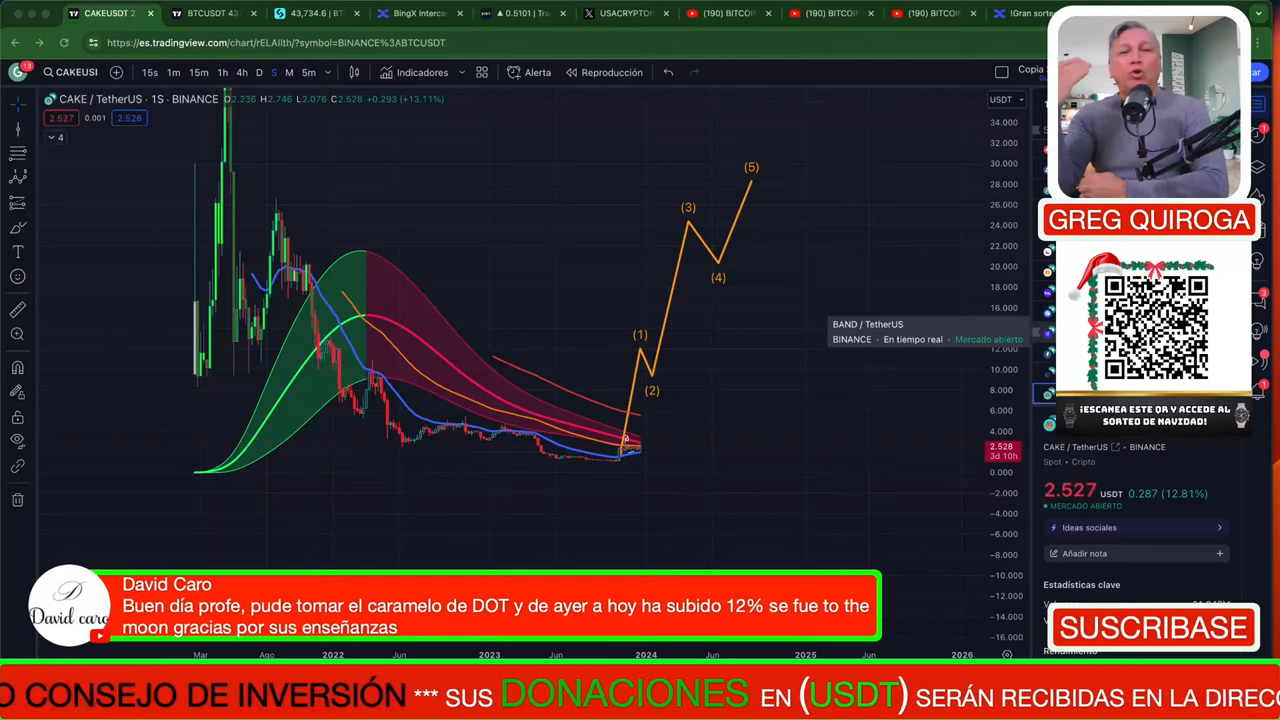 CAKEUSDT 2
BTCUSDT 43
43,734.6 | BT
BingX Interca
▲ 0.5101 | Tra
USACRYPTON
(190) BITCOI
(190) BITCOI
(190) BITCOI
!Gran sorte
https://es.tradingview.com/chart/rELAllth/?symbol=BINANCE%3ABTCUSDT
13
CAKEUSI
15s 1m 15m 1h 4h D S M 5m
Indicadores
Alerta
Reproducción
Copia S
CAKE / TetherUS · 1S · BINANCE O2.236 H2.746 L2.076 C2.528 +0.293 (+13.11%)
USDT
2.527 0.001 2.528
4
34.000
32.000
30.000
28.000
26.000
24.000
22.000
20.000
18.000
16.000
14.000
12.000
10.000
8.000
6.000
4.000
2.528
3d 10h
0.000
−2.000
−4.000
−6.000
−8.000
−10.000
−12.000
−14.000
−16.000
(5)
(3)
(4)
(1)
(2)
BAND / TetherUS
BINANCE · En tiempo real · Mercado abierto
GREG QUIROGA
¡ESCANEA ESTE QR Y ACCEDE AL
SORTEO DE NAVIDAD!
CAKE / TetherUS BINANCE
Spot • Cripto
2.527 USDT 0.287 (12.81%)
MERCADO ABIERTO
Ideas sociales
Añadir nota
Estadísticas clave
SUSCRIBASE
David Caro
David caro
Buen día profe, pude tomar el caramelo de DOT y de ayer a hoy ha subido 12% se fue to the
moon gracias por sus enseñanzas
Mar Ago 2022 Jun 2023 Jun 2024 Jun 2025 Jun 2026
O CONSEJO DE INVERSIÓN *** SUS DONACIONES EN (USDT) SERÁN RECIBIDAS EN LA DIREC